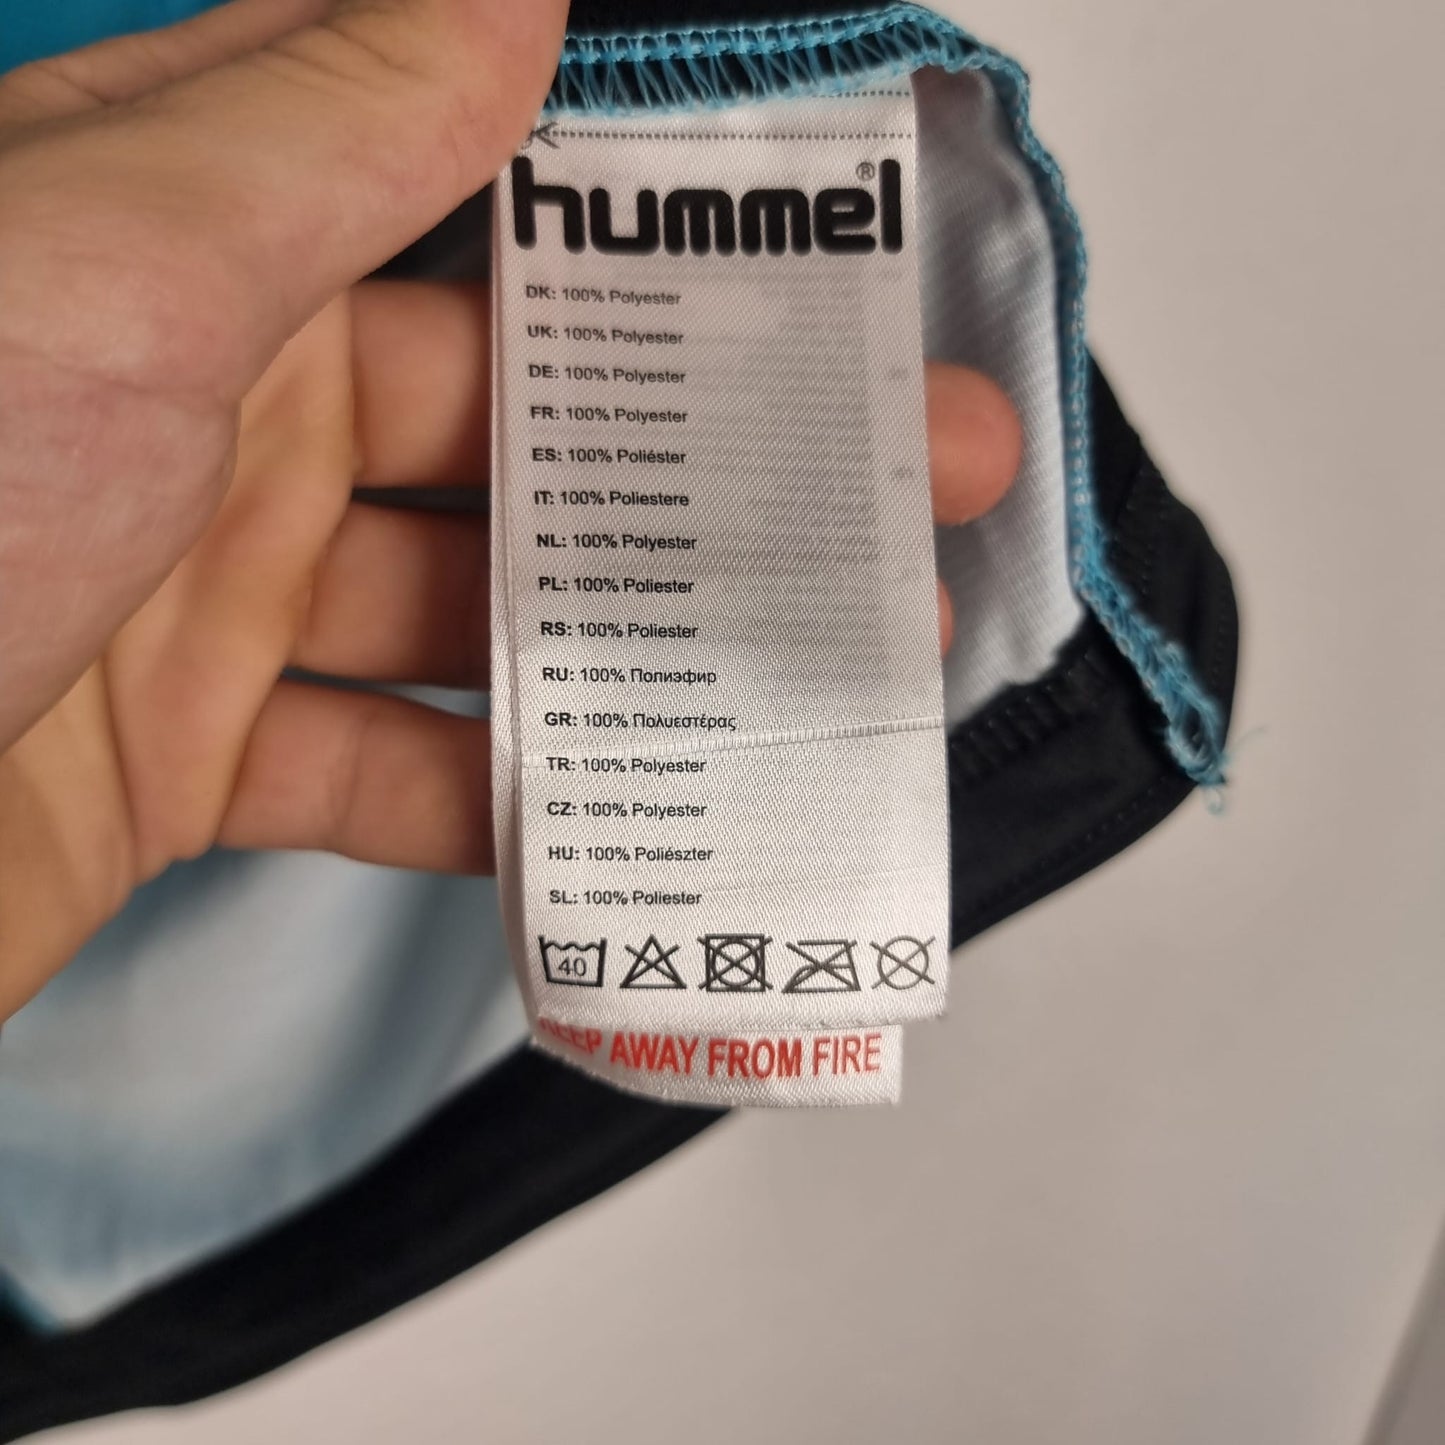 hummel®
DK: 100% Polyester
UK: 100% Polyester
DE: 100% Polyester
FR: 100% Polyester
ES: 100% Poliéster
IT: 100% Poliestere
NL: 100% Polyester
PL: 100% Poliester
RS: 100% Poliester
RU: 100% Полиэфир
GR: 100% Πολυεστέρας
TR: 100% Polyester
CZ: 100% Polyester
HU: 100% Poliészter
SL: 100% Poliester
40
KEEP AWAY FROM FIRE